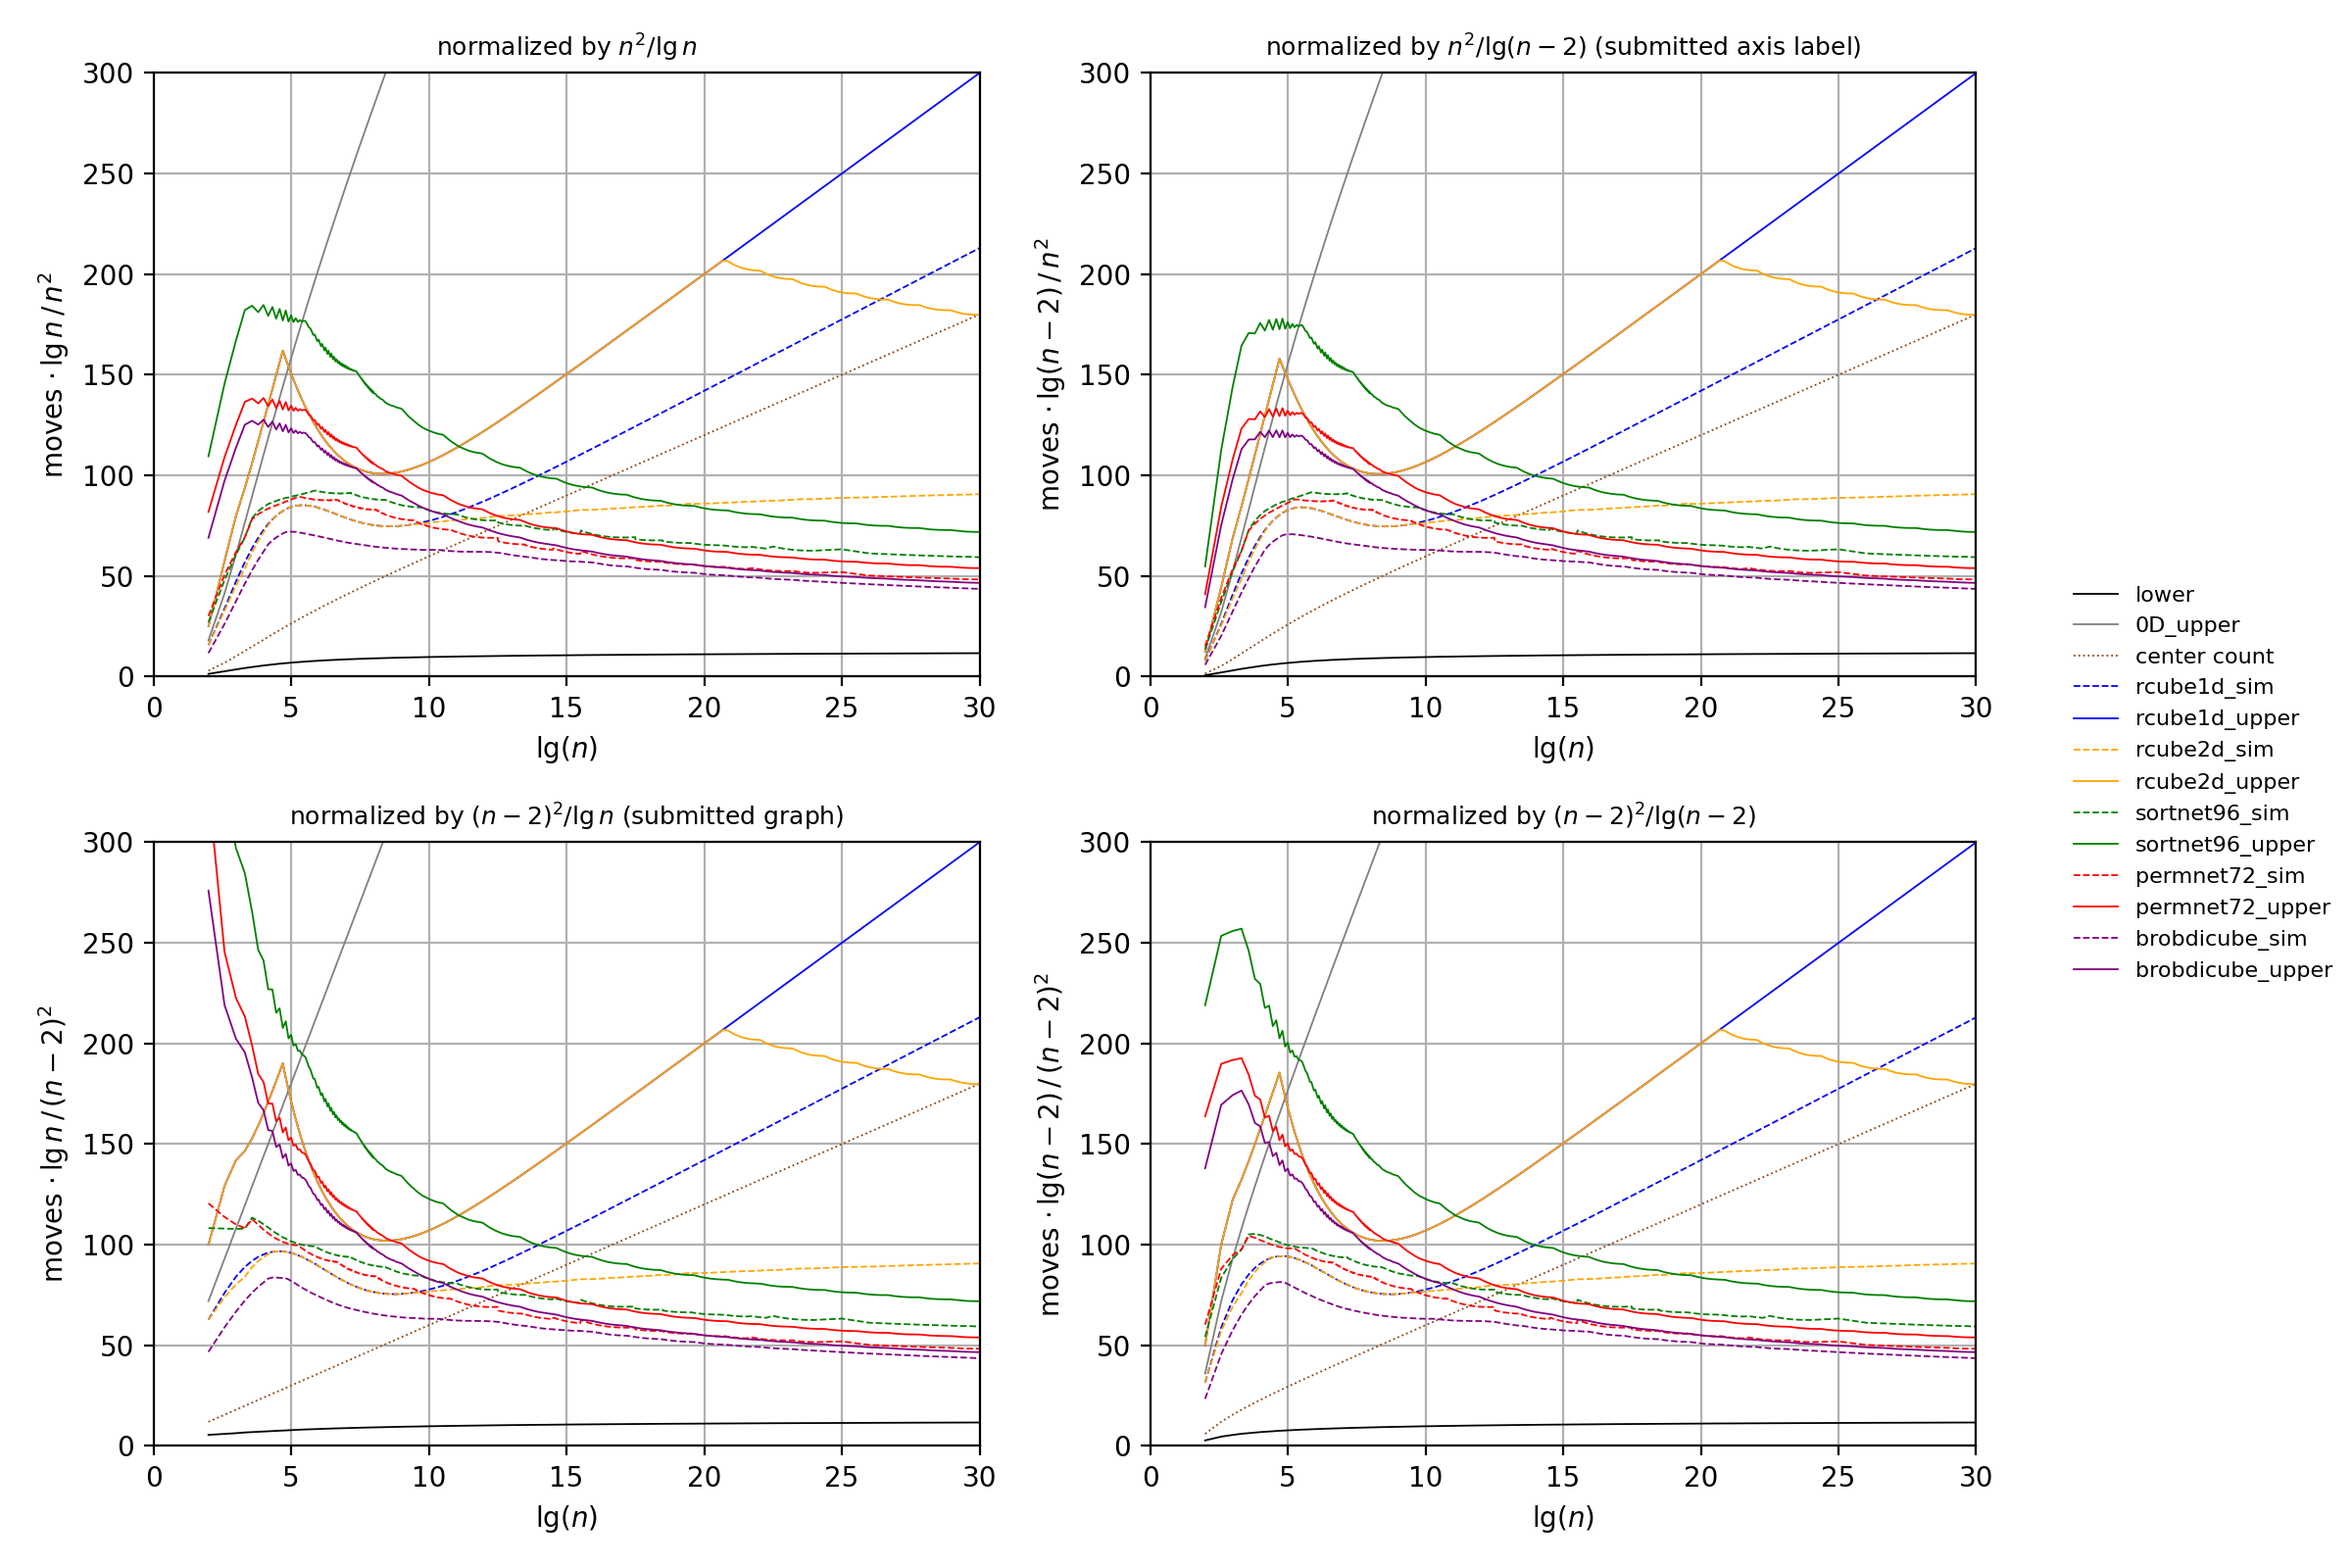 normalized by n²/lg n
300
250
200
150
100
50
0
moves · lg n / n²
0 5 10 15 20 25 30
lg(n)
normalized by n²/lg(n − 2) (submitted axis label)
300
250
200
150
100
50
0
moves · lg(n − 2) / n²
0 5 10 15 20 25 30
lg(n)
normalized by (n − 2)²/lg n (submitted graph)
300
250
200
150
100
50
0
moves · lg n / (n − 2)²
0 5 10 15 20 25 30
lg(n)
normalized by (n − 2)²/lg(n − 2)
300
250
200
150
100
50
0
moves · lg(n − 2) / (n − 2)²
0 5 10 15 20 25 30
lg(n)
lower
0D_upper
center count
rcube1d_sim
rcube1d_upper
rcube2d_sim
rcube2d_upper
sortnet96_sim
sortnet96_upper
permnet72_sim
permnet72_upper
brobdicube_sim
brobdicube_upper